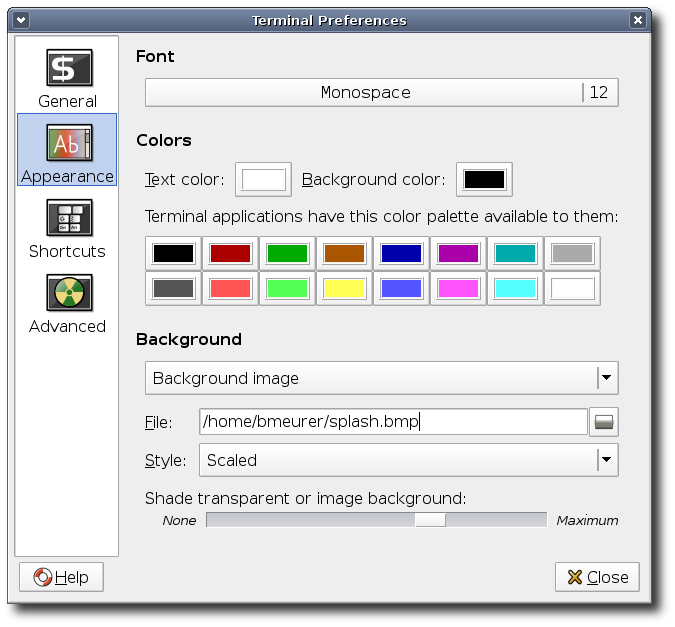 Terminal Preferences
General
Appearance
Shortcuts
Advanced
Font
Monospace 12
Colors
Text color: Background color:
Terminal applications have this color palette available to them:
Background
Background image
File: /home/bmeurer/splash.bmp
Style: Scaled
Shade transparent or image background:
None Maximum
Help Close